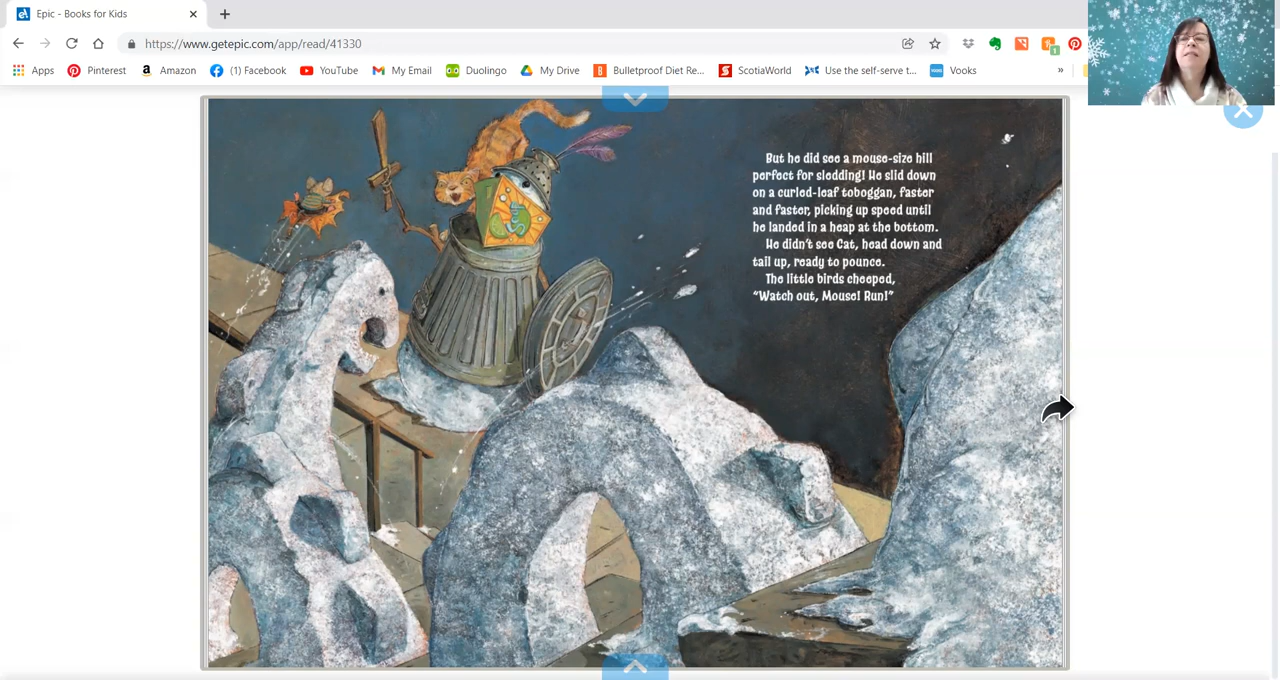 Epic - Books for Kids
https://www.getepic.com/app/read/41330
Apps
Pinterest
Amazon
(1) Facebook
YouTube
My Email
Duolingo
My Drive
Bulletproof Diet Re...
ScotiaWorld
Use the self-serve t...
Vooks
»
But he did see a mouse-size hill
perfect for sledding! He slid down
on a curled-leaf toboggan, faster
and faster, picking up speed until
he landed in a heap at the bottom.
He didn't see Cat, head down and
tail up, ready to pounce.
The little birds cheeped,
“Watch out, Mouse! Run!”